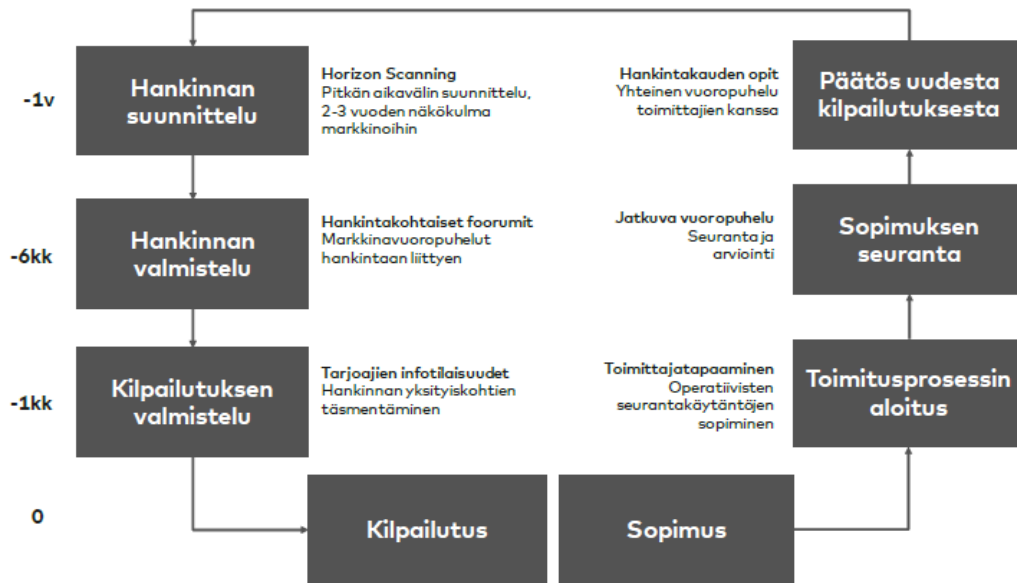 -1v
Hankinnan
suunnittelu
Horizon Scanning
Pitkän aikavälin suunnittelu,
2-3 vuoden näkökulma
markkinoihin
Hankintakauden opit
Yhteinen vuoropuhelu
toimittajien kanssa
Päätös uudesta
kilpailutuksesta
-6kk
Hankinnan
valmistelu
Hankintakohtaiset foorumit
Markkinavuoropuhelut
hankintaan liittyen
Jatkuva vuoropuhelu
Seuranta ja
arviointi
Sopimuksen
seuranta
-1kk
Kilpailutuksen
valmistelu
Tarjoajien infotilaisuudet
Hankinnan yksityiskohtien
täsmentäminen
Toimittajatapaaminen
Operatiivisten
seurantakäytäntöjen
sopiminen
Toimitusprosessin
aloitus
0
Kilpailutus
Sopimus